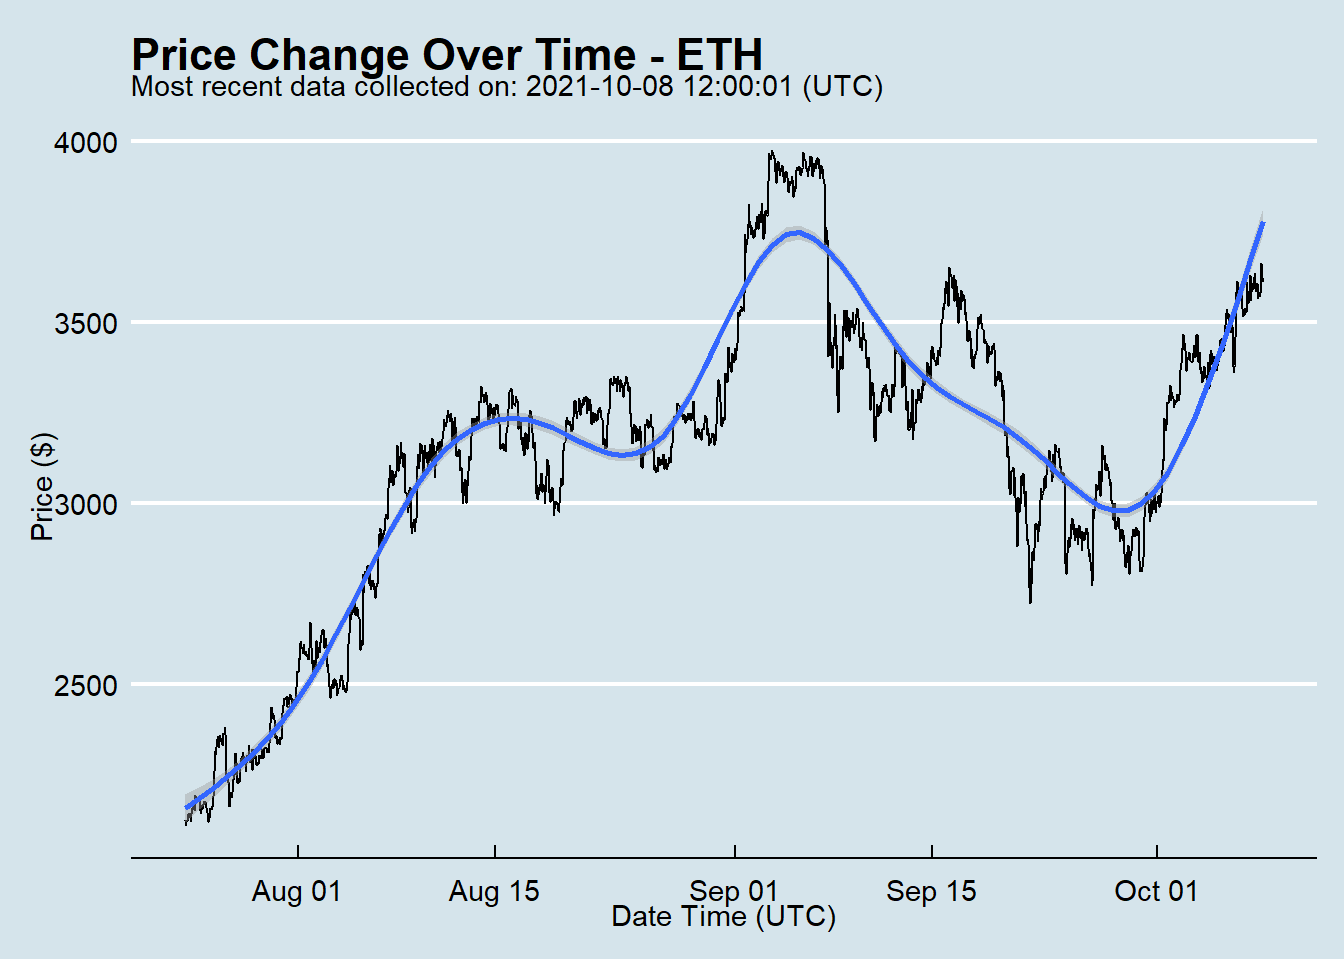 Price Change Over Time - ETH
Most recent data collected on: 2021-10-08 12:00:01 (UTC)
4000
3500
3000
2500
Price ($)
Aug 01
Aug 15
Sep 01
Sep 15
Oct 01
Date Time (UTC)